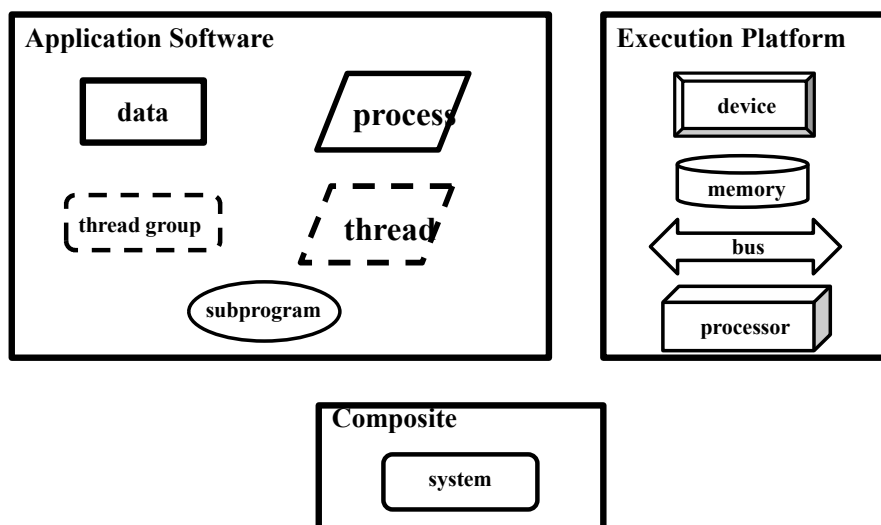 Application Software
data
process
thread group
thread
subprogram
Execution Platform
device
memory
bus
processor
Composite
system